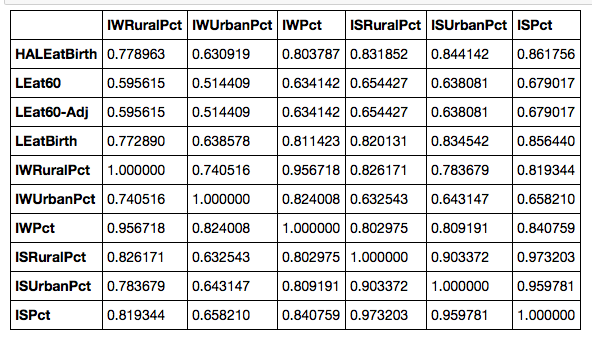 IWRuralPct IWUrbanPct IWPct ISRuralPct ISUrbanPct ISPct
HALEatBirth 0.778963 0.630919 0.803787 0.831852 0.844142 0.861756
LEat60 0.595615 0.514409 0.634142 0.654427 0.638081 0.679017
LEat60-Adj 0.595615 0.514409 0.634142 0.654427 0.638081 0.679017
LEatBirth 0.772890 0.638578 0.811423 0.820131 0.834542 0.856440
IWRuralPct 1.000000 0.740516 0.956718 0.826171 0.783679 0.819344
IWUrbanPct 0.740516 1.000000 0.824008 0.632543 0.643147 0.658210
IWPct 0.956718 0.824008 1.000000 0.802975 0.809191 0.840759
ISRuralPct 0.826171 0.632543 0.802975 1.000000 0.903372 0.973203
ISUrbanPct 0.783679 0.643147 0.809191 0.903372 1.000000 0.959781
ISPct 0.819344 0.658210 0.840759 0.973203 0.959781 1.000000